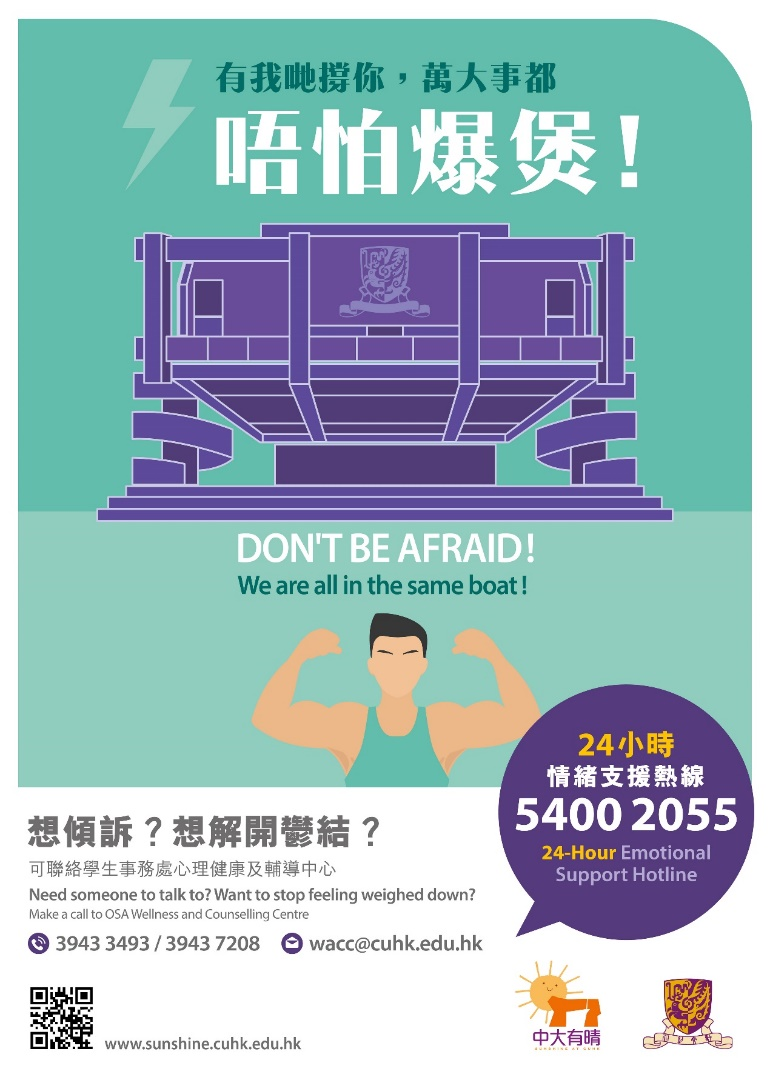 有我哋撐你，萬大事都
唔怕爆煲！
DON'T BE AFRAID!
We are all in the same boat!
24小時
情緒支援熱線
5400 2055
24-Hour Emotional
Support Hotline
想傾訴？想解開鬱結？
可聯絡學生事務處心理健康及輔導中心
Need someone to talk to? Want to stop feeling weighed down?
Make a call to OSA Wellness and Counselling Centre
3943 3493 / 3943 7208 wacc@cuhk.edu.hk
www.sunshine.cuhk.edu.hk
中大有晴
SUNSHINE AT CUHK